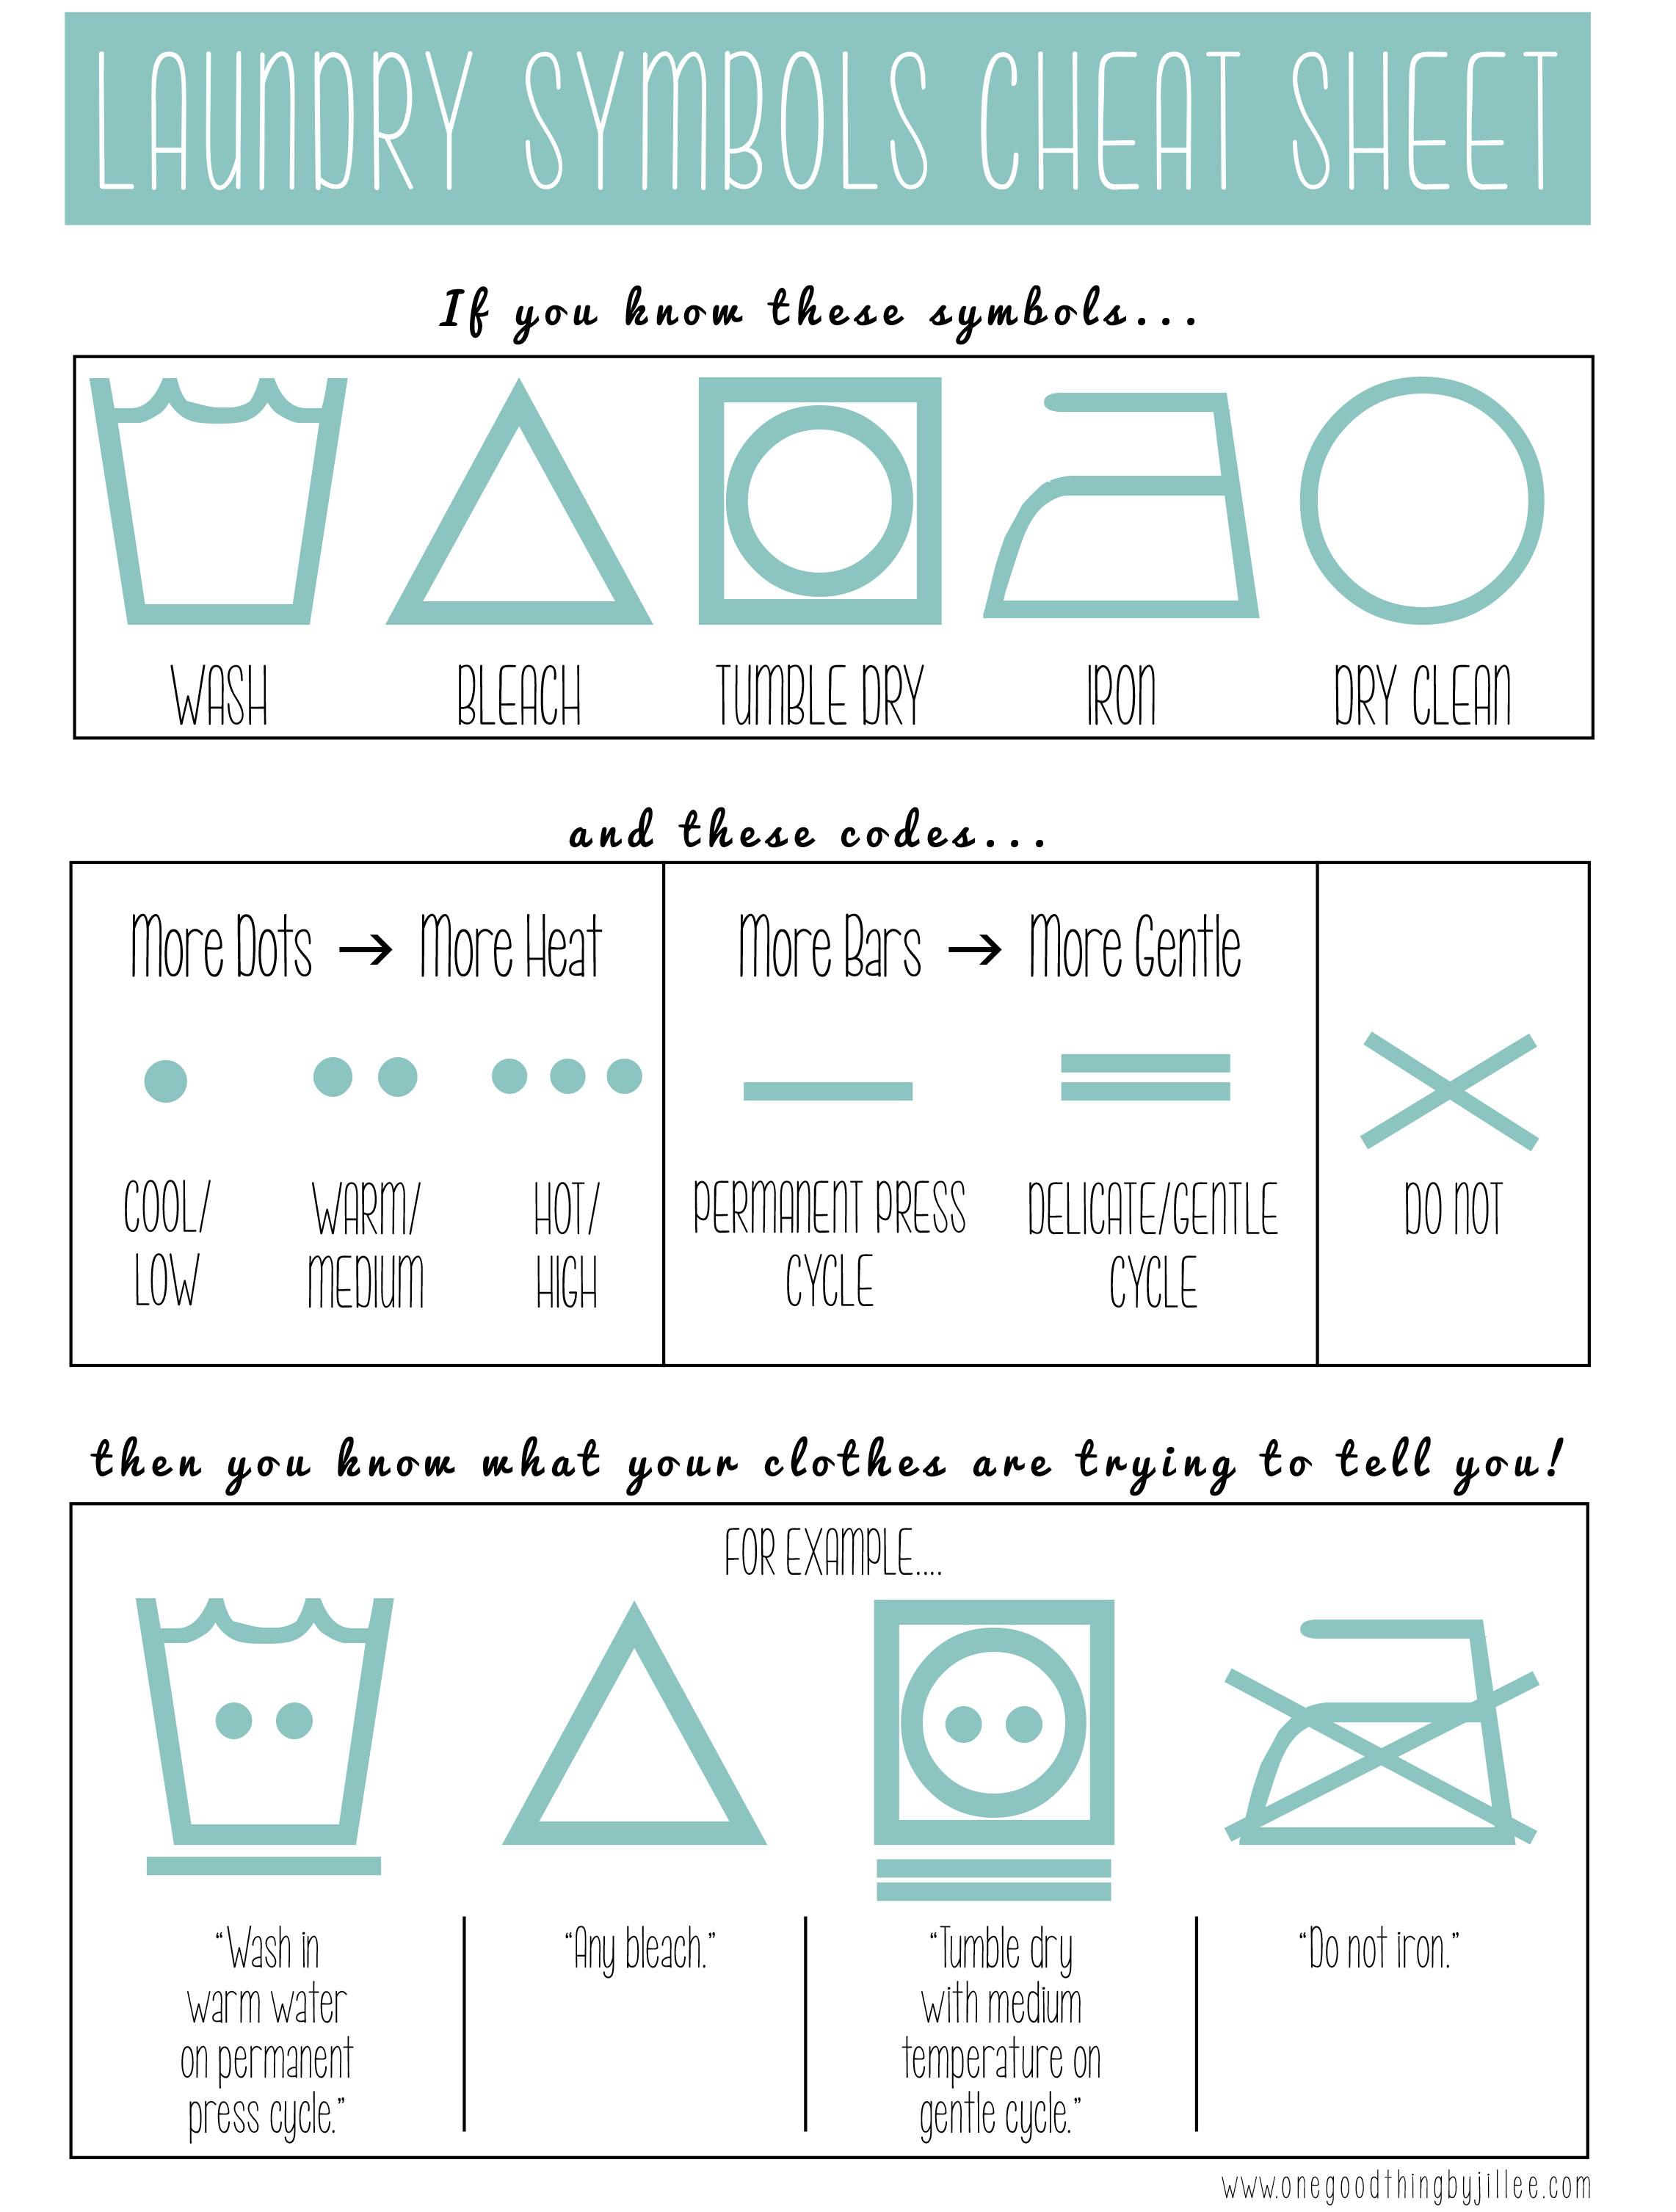 LAUNDRY SYMBOLS CHEAT SHEET
If you know these symbols...
WASH
BLEACH
TUMBLE DRY
IRON
DRY CLEAN
and these codes...
More Dots → More Heat
COOL/
LOW
WARM/
MEDIUM
HOT/
HIGH
More Bars → More Gentle
PERMANENT PRESS
CYCLE
DELICATE/GENTLE
CYCLE
DO NOT
then you know what your clothes are trying to tell you!
FOR EXAMPLE....
“Wash in
warm water
on permanent
press cycle.”
“Any bleach.”
“Tumble dry
with medium
temperature on
gentle cycle.”
“Do not iron.”
www.onegoodthingbyjillee.com